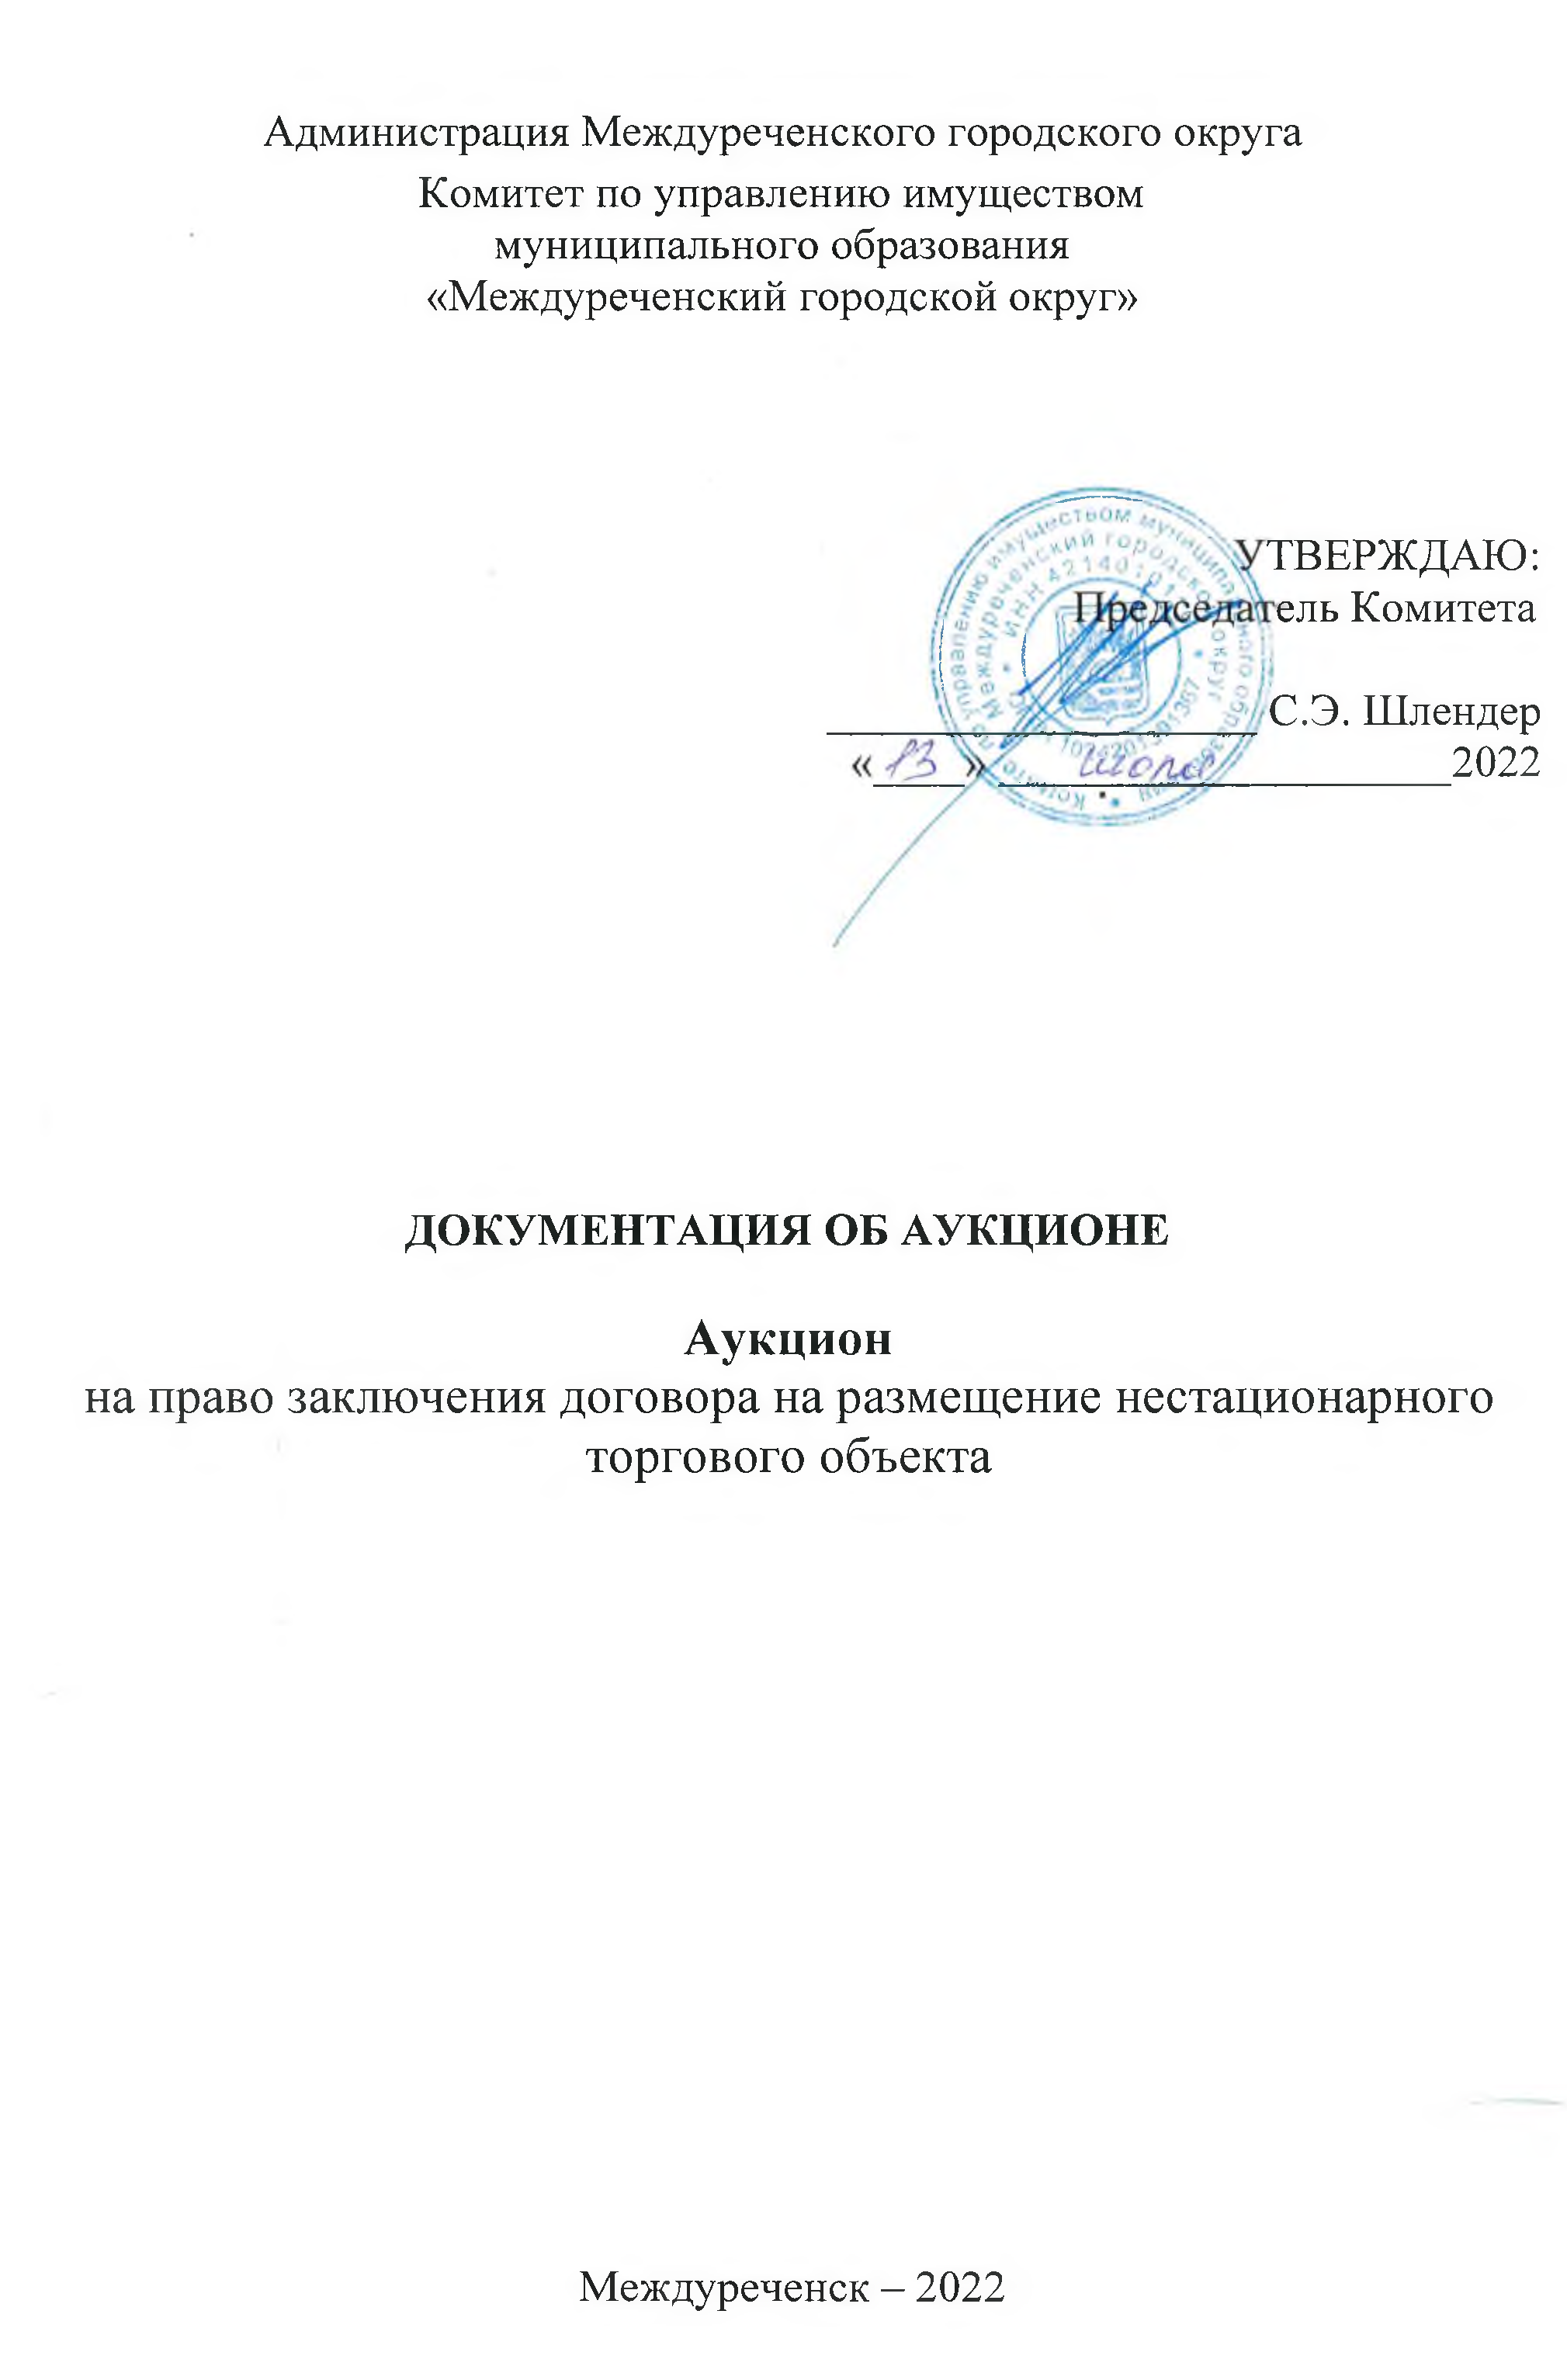 Администрация Междуреченского городского округа
Комитет по управлению имуществом
муниципального образования
«Междуреченский городской округ»
УТВЕРЖДАЮ:
Председатель Комитета
С.Э. Шлендер
«13» 2022
ДОКУМЕНТАЦИЯ ОБ АУКЦИОНЕ
Аукцион
на право заключения договора на размещение нестационарного
торгового объекта
Междуреченск – 2022